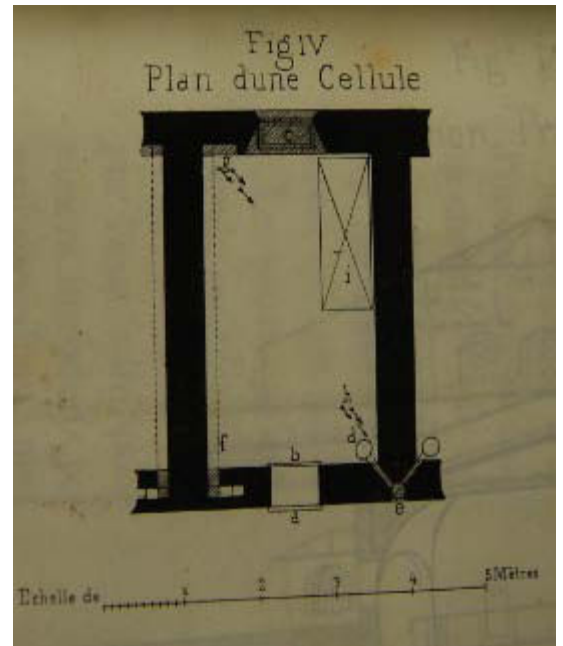 Fig IV
Plan dune Cellule
c
i
f
b
d
d
e
Echelle de
1 2 3 4 5 Mètres